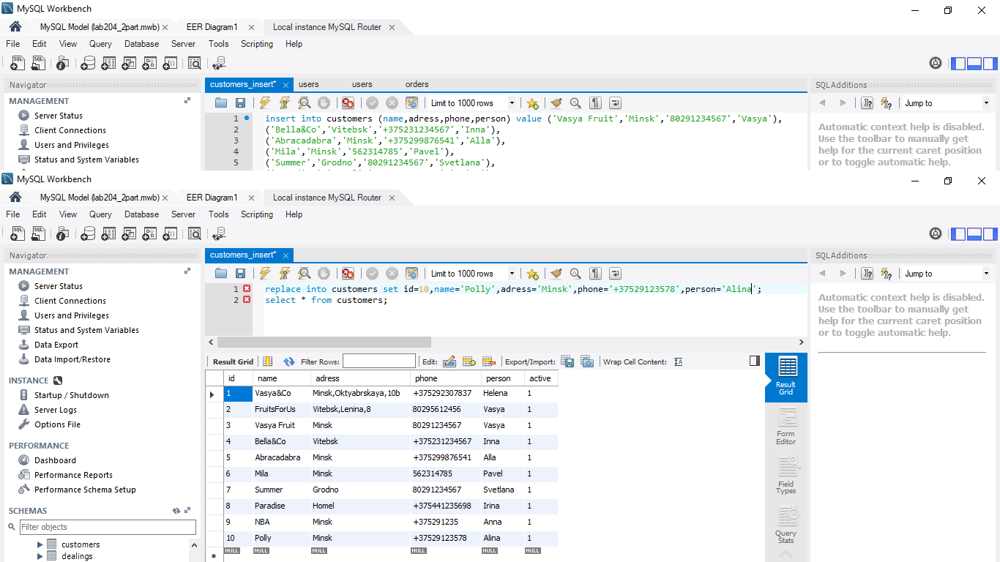 MySQL Workbench
MySQL Model (lab204_2part.mwb) EER Diagram1 Local instance MySQL Router
File Edit View Query Database Server Tools Scripting Help
Navigator
MANAGEMENT
Server Status
Client Connections
Users and Privileges
Status and System Variables
customers_insert* users users orders
Limit to 1000 rows
1 insert into customers (name,adress,phone,person) value ('Vasya Fruit','Minsk','80291234567','Vasya'),
2 ('Bella&Co','Vitebsk','+375231234567','Inna'),
3 ('Abracadabra','Minsk','+375299876541','Alla'),
4 ('Mila','Minsk','562314785','Pavel'),
5 ('Summer','Grodno','80291234567','Svetlana'),
SQLAdditions
Jump to
Automatic context help is disabled.
Use the toolbar to manually get
help for the current caret position
or to toggle automatic help.
MySQL Workbench
MySQL Model (lab204_2part.mwb) EER Diagram1 Local instance MySQL Router
File Edit View Query Database Server Tools Scripting Help
Navigator
MANAGEMENT
Server Status
Client Connections
Users and Privileges
Status and System Variables
Data Export
Data Import/Restore
INSTANCE
Startup / Shutdown
Server Logs
Options File
PERFORMANCE
Dashboard
Performance Reports
Performance Schema Setup
SCHEMAS
Filter objects
customers
dealings
customers_insert*
Limit to 1000 rows
1 replace into customers set id=10,name='Polly',adress='Minsk',phone='+37529123578',person='Alina';
2 select * from customers;
Result Grid Filter Rows: Edit: Export/Import: Wrap Cell Content:
id name adress phone person active
1 Vasya&Co Minsk,Oktyabrskaya,10b +375292307837 Helena 1
2 FruitsForUs Vitebsk,Lenina,8 80295612456 Vasya 1
3 Vasya Fruit Minsk 80291234567 Vasya 1
4 Bella&Co Vitebsk +375231234567 Inna 1
5 Abracadabra Minsk +375299876541 Alla 1
6 Mila Minsk 562314785 Pavel 1
7 Summer Grodno 80291234567 Svetlana 1
8 Paradise Homel +375441235698 Irina 1
9 NBA Minsk +375291235 Anna 1
10 Polly Minsk +37529123578 Alina 1
NULL NULL NULL NULL NULL NULL
Result
Grid
Form
Editor
Field
Types
Query
Stats
SQLAdditions
Jump to
Automatic context help is disabled.
Use the toolbar to manually get
help for the current caret position
or to toggle automatic help.